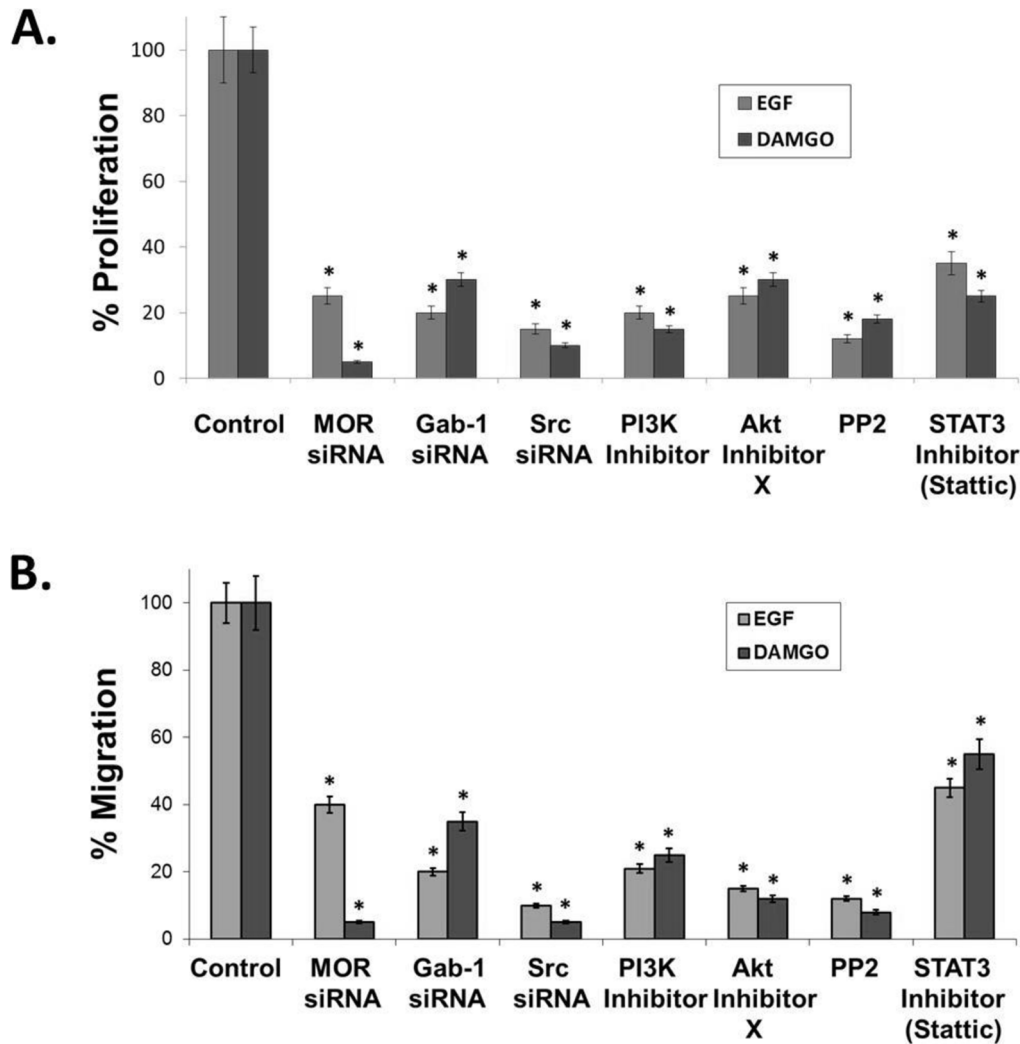 A.
% Proliferation
100
80
60
40
20
0
EGF
DAMGO
* * * * * * * * * * * * * *
Control
MOR
siRNA
Gab-1
siRNA
Src
siRNA
PI3K
Inhibitor
Akt
Inhibitor
X
PP2
STAT3
Inhibitor
(Stattic)
B.
% Migration
100
80
60
40
20
0
EGF
DAMGO
* * * * * * * * * * * * * *
Control
MOR
siRNA
Gab-1
siRNA
Src
siRNA
PI3K
Inhibitor
Akt
Inhibitor
X
PP2
STAT3
Inhibitor
(Stattic)